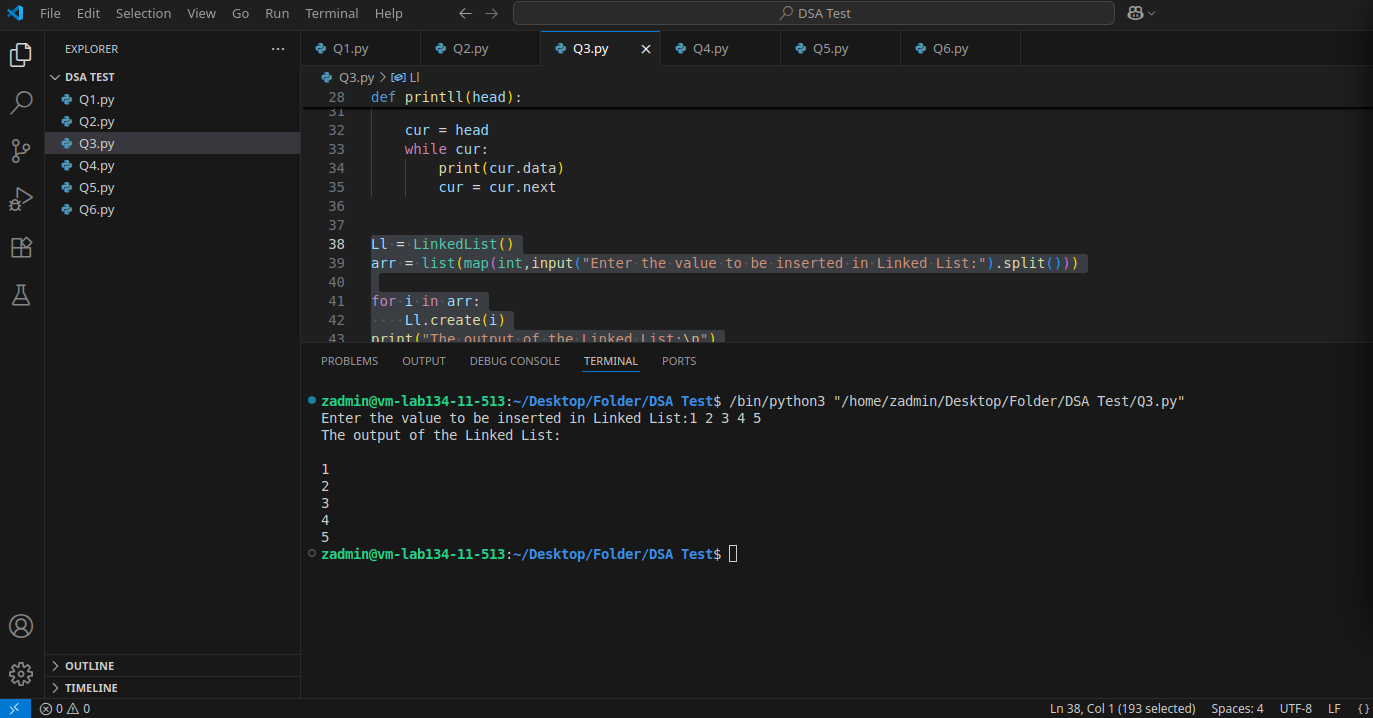 File Edit Selection View Go Run Terminal Help
DSA Test
EXPLORER
DSA TEST
Q1.py
Q2.py
Q3.py
Q4.py
Q5.py
Q6.py
OUTLINE
TIMELINE
Q1.py Q2.py Q3.py Q4.py Q5.py Q6.py
Q3.py > Ll
28 def printll(head):
31
32 cur = head
33 while cur:
34 print(cur.data)
35 cur = cur.next
36
37
38 Ll = LinkedList()
39 arr = list(map(int,input("Enter the value to be inserted in Linked List:").split()))
40
41 for i in arr:
42 Ll.create(i)
43 print("The output of the Linked List:\n")
PROBLEMS OUTPUT DEBUG CONSOLE TERMINAL PORTS
zadmin@vm-lab134-11-513:~/Desktop/Folder/DSA Test$ /bin/python3 "/home/zadmin/Desktop/Folder/DSA Test/Q3.py"
Enter the value to be inserted in Linked List:1 2 3 4 5
The output of the Linked List:
1
2
3
4
5
zadmin@vm-lab134-11-513:~/Desktop/Folder/DSA Test$
0 0 Ln 38, Col 1 (193 selected) Spaces: 4 UTF-8 LF {}